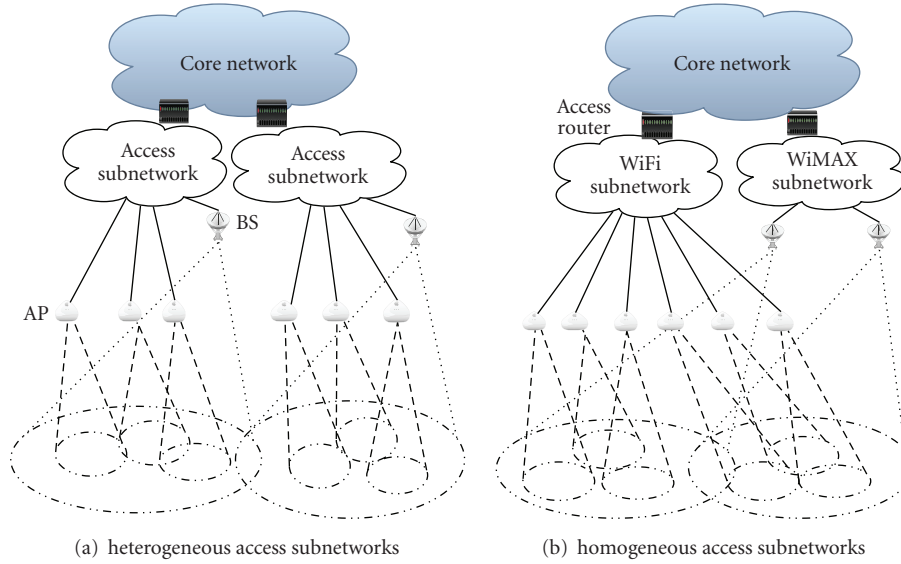 Core network
Access
subnetwork
Access
subnetwork
BS
AP
(a) heterogeneous access subnetworks
Core network
Access
router
WiFi
subnetwork
WiMAX
subnetwork
(b) homogeneous access subnetworks